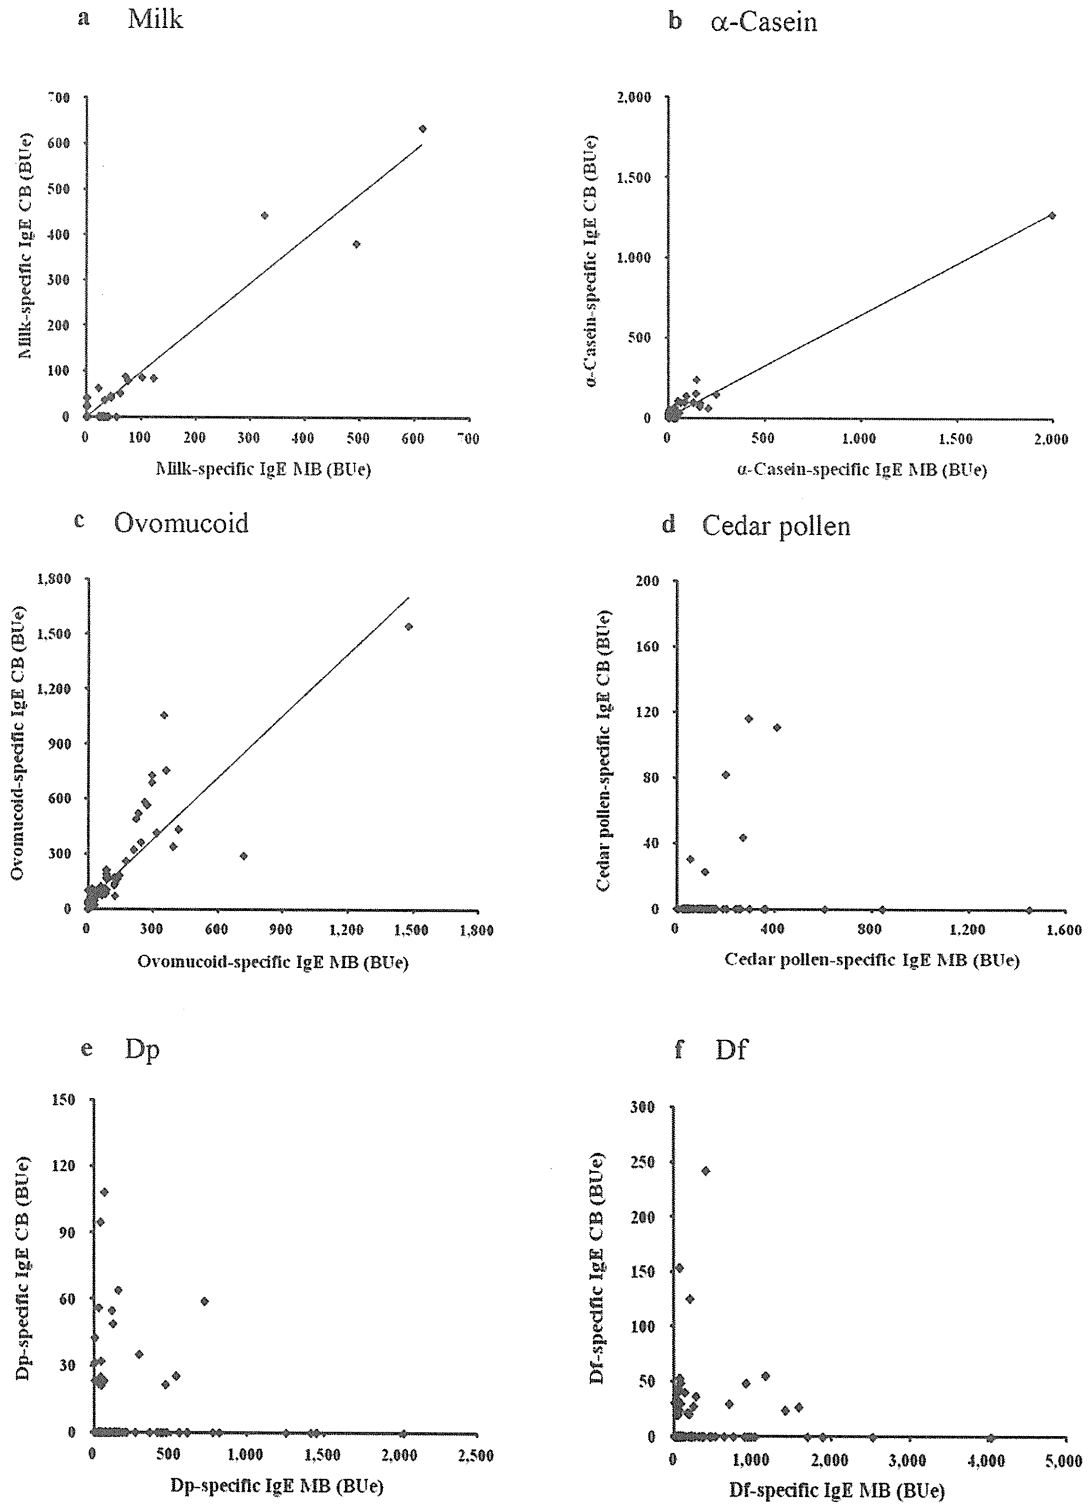 a Milk
700
600
500
400
300
200
100
0
0 100 200 300 400 500 600 700
Milk-specific IgE CB (BUe)
Milk-specific IgE MB (BUe)
b α-Casein
2,000
1,500
1,000
500
0
0 500 1,000 1,500 2,000
α-Casein-specific IgE CB (BUe)
α-Casein-specific IgE MB (BUe)
c Ovomucoid
1,800
1,500
1,200
900
600
300
0
0 300 600 900 1,200 1,500 1,800
Ovomucoid-specific IgE CB (BUe)
Ovomucoid-specific IgE MB (BUe)
d Cedar pollen
200
160
120
80
40
0
0 400 800 1,200 1,600
Cedar pollen-specific IgE CB (BUe)
Cedar pollen-specific IgE MB (BUe)
e Dp
150
120
90
60
30
0
0 500 1,000 1,500 2,000 2,500
Dp-specific IgE CB (BUe)
Dp-specific IgE MB (BUe)
f Df
300
250
200
150
100
50
0
0 1,000 2,000 3,000 4,000 5,000
Df-specific IgE CB (BUe)
Df-specific IgE MB (BUe)